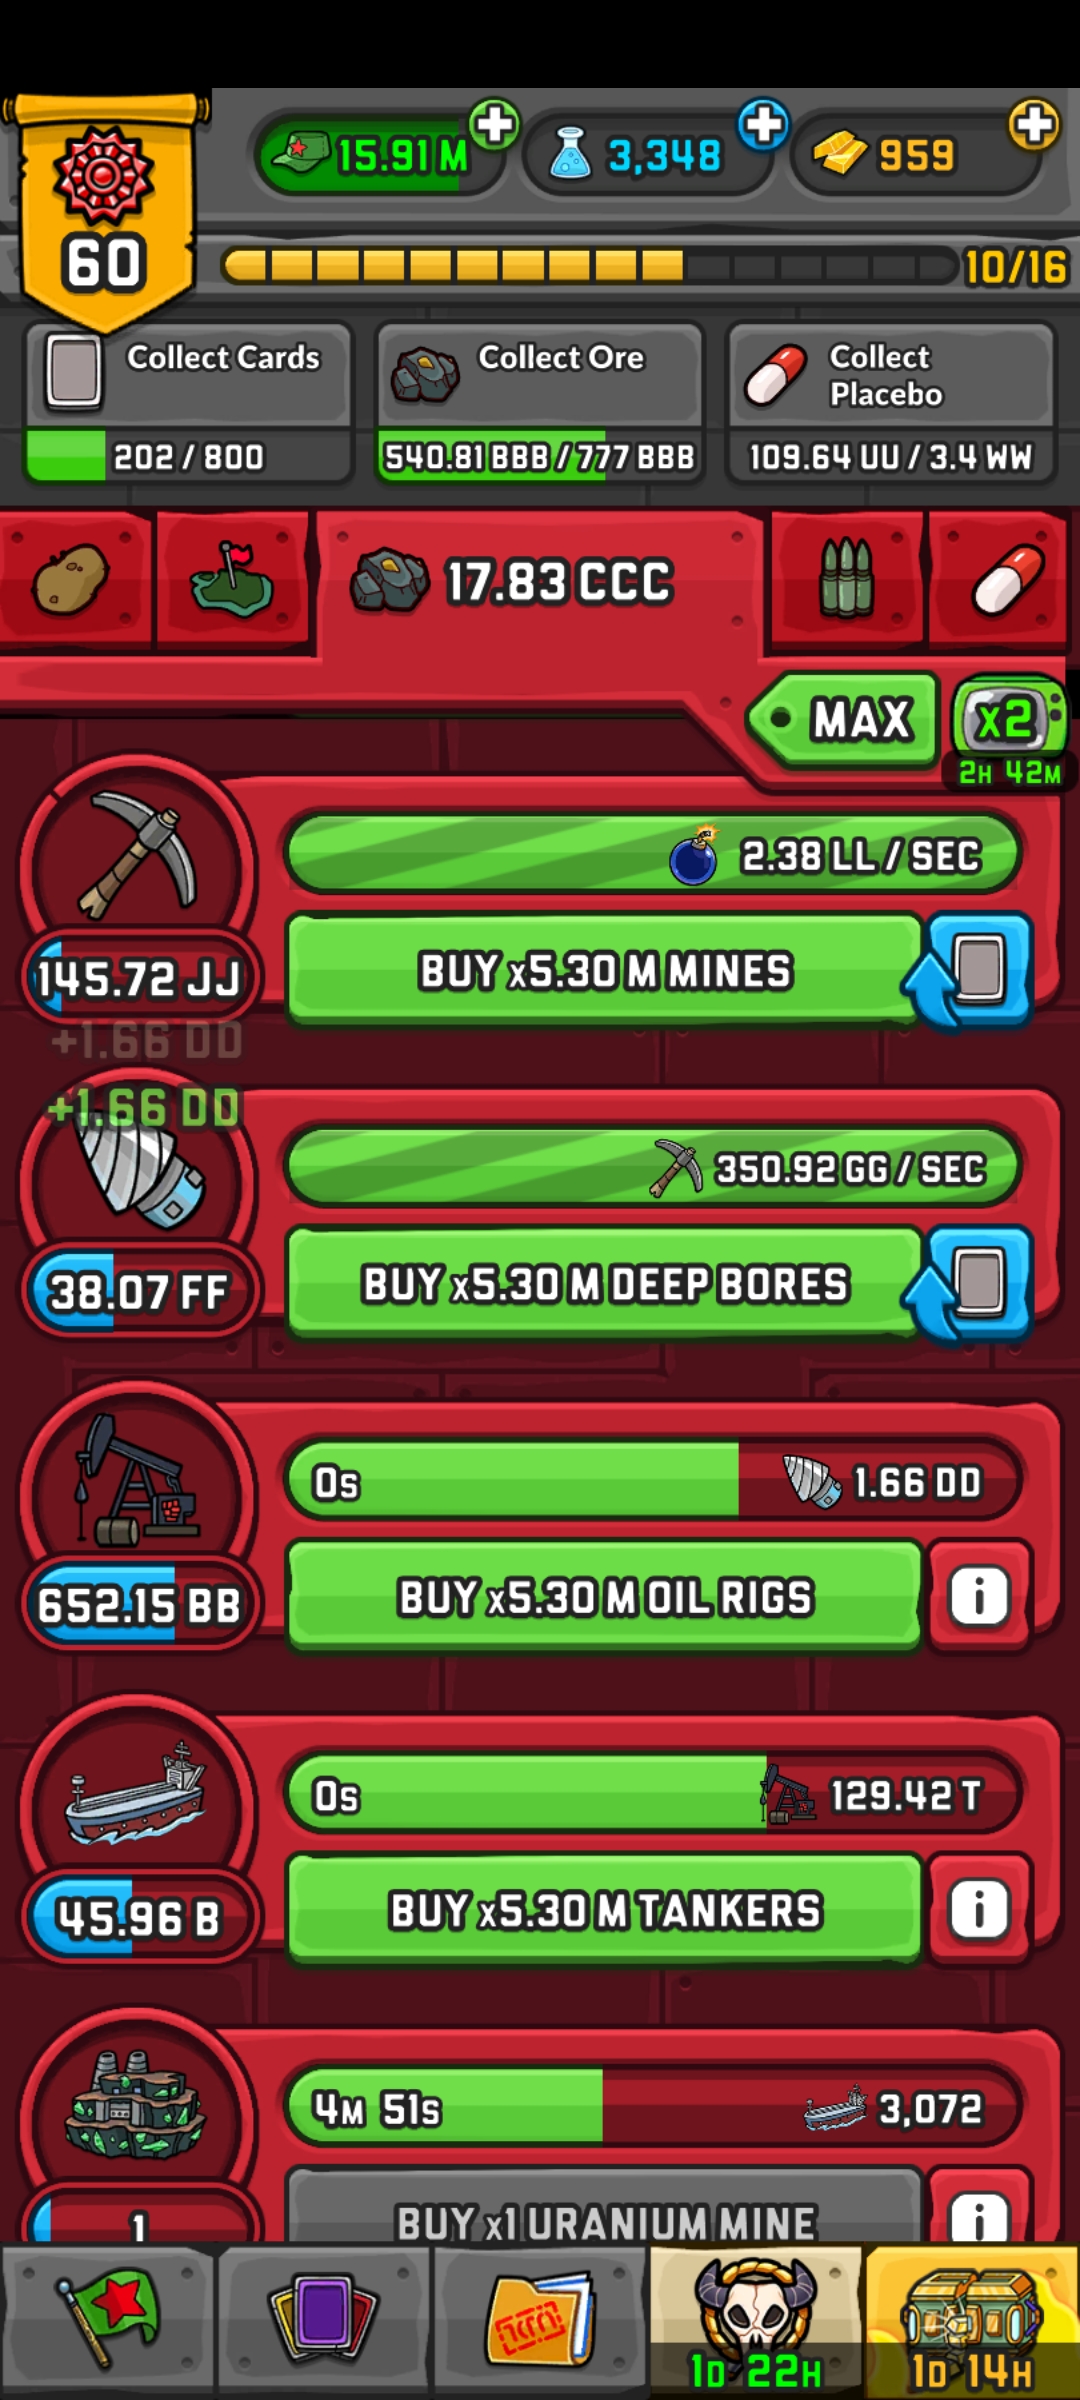 15.91 M
3,348
959
60
10/16
Collect Cards
202 / 800
Collect Ore
540.81 BBB / 777 BBB
Collect
Placebo
109.64 UU / 3.4 WW
17.83 CCC
MAX
x2
2H 42M
2.38 LL / SEC
BUY x5.30 M MINES
145.72 JJ
+1.66 DD
+1.66 DD
350.92 GG / SEC
BUY x5.30 M DEEP BORES
38.07 FF
0s
1.66 DD
BUY x5.30 M OIL RIGS
i
652.15 BB
0s
129.42 T
BUY x5.30 M TANKERS
i
45.96 B
4M 51s
3,072
BUY x1 URANIUM MINE
i
1
1D 22H
1D 14H